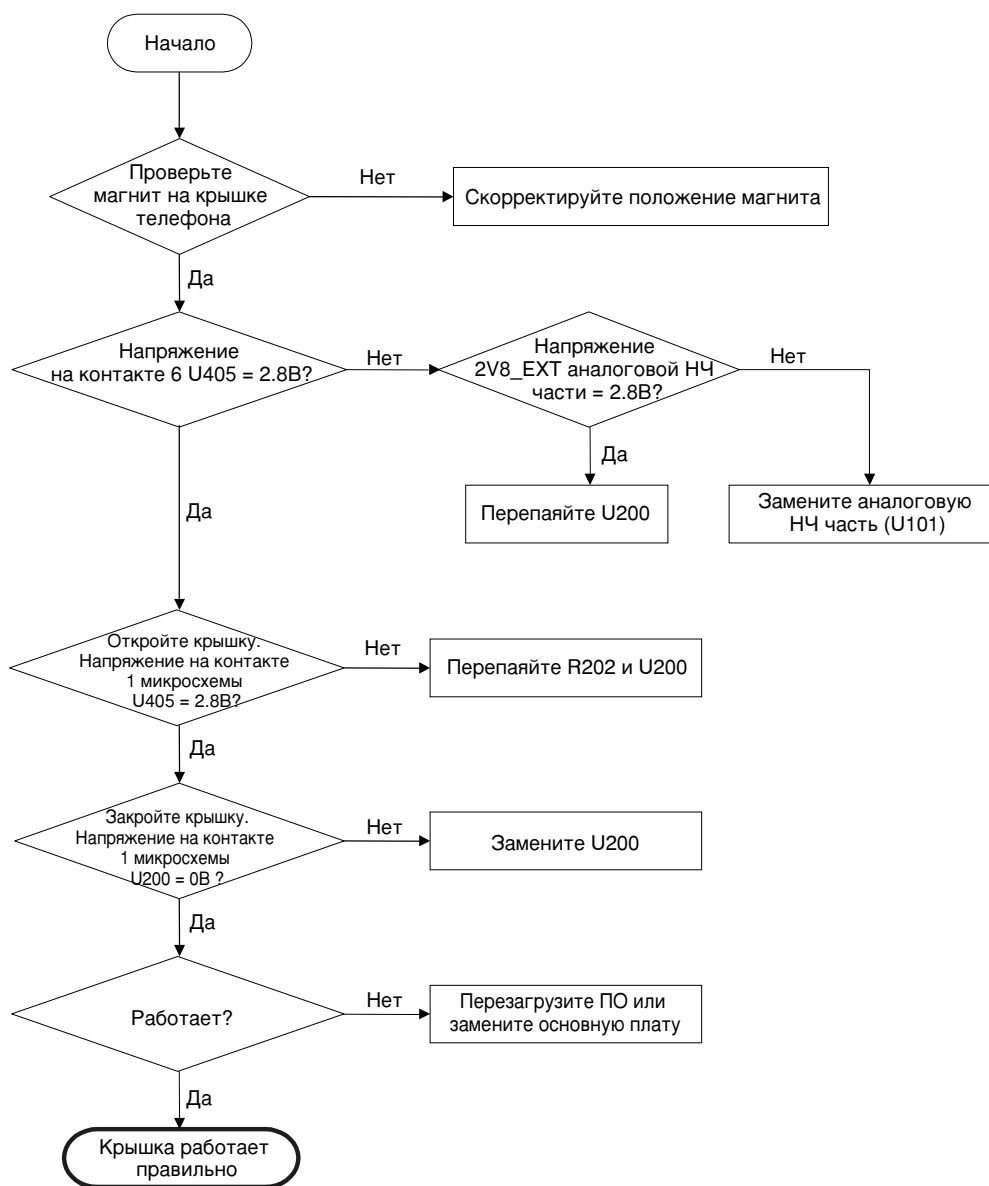 Начало
Проверьте
магнит на крышке
телефона
Нет
Скорректируйте положение магнита
Да
Напряжение
на контакте 6 U405 = 2.8В?
Нет
Напряжение
2V8_EXT аналоговой НЧ
части = 2.8В?
Нет
Да
Перепаяйте U200
Замените аналоговую
НЧ часть (U101)
Да
Откройте крышку.
Напряжение на контакте
1 микросхемы
U405 = 2.8В?
Нет
Перепаяйте R202 и U200
Да
Закройте крышку.
Напряжение на контакте
1 микросхемы
U200 = 0В ?
Нет
Замените U200
Да
Работает?
Нет
Перезагрузите ПО или
замените основную плату
Да
Крышка работает
правильно